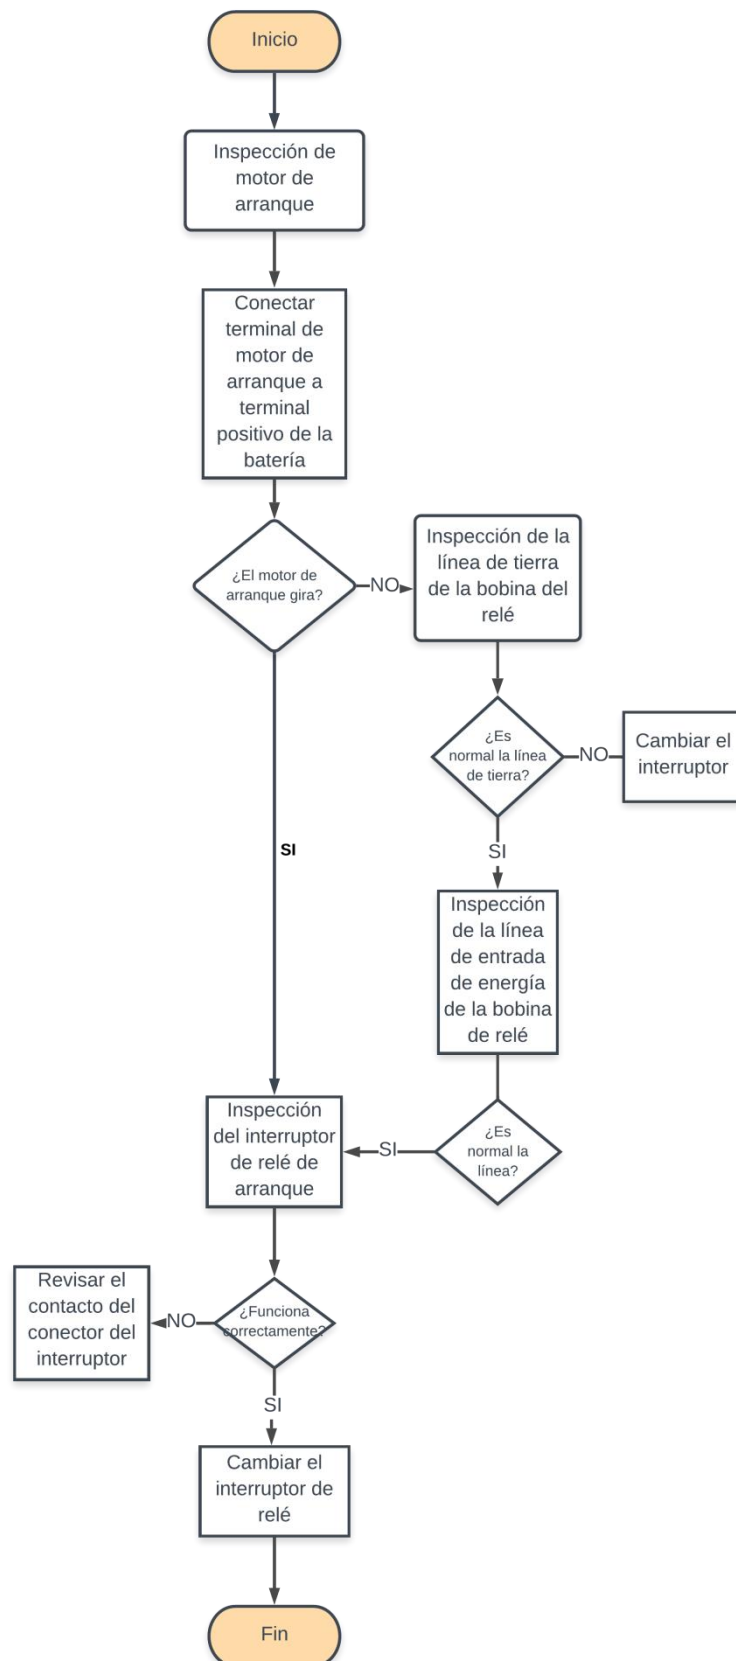 Inicio
Inspección de
motor de
arranque
Conectar
terminal de
motor de
arranque a
terminal
positivo de la
batería
¿El motor de
arranque gira?
NO
Inspección de la
línea de tierra
de la bobina del
relé
¿Es
normal la línea
de tierra?
NO
Cambiar el
interruptor
SI
SI
Inspección
de la línea
de entrada
de energía
de la bobina
de relé
¿Es
normal la
línea?
SI
Inspección
del interruptor
de relé de
arranque
¿Funciona
correctamente?
NO
Revisar el
contacto del
conector del
interruptor
SI
Cambiar el
interruptor de
relé
Fin